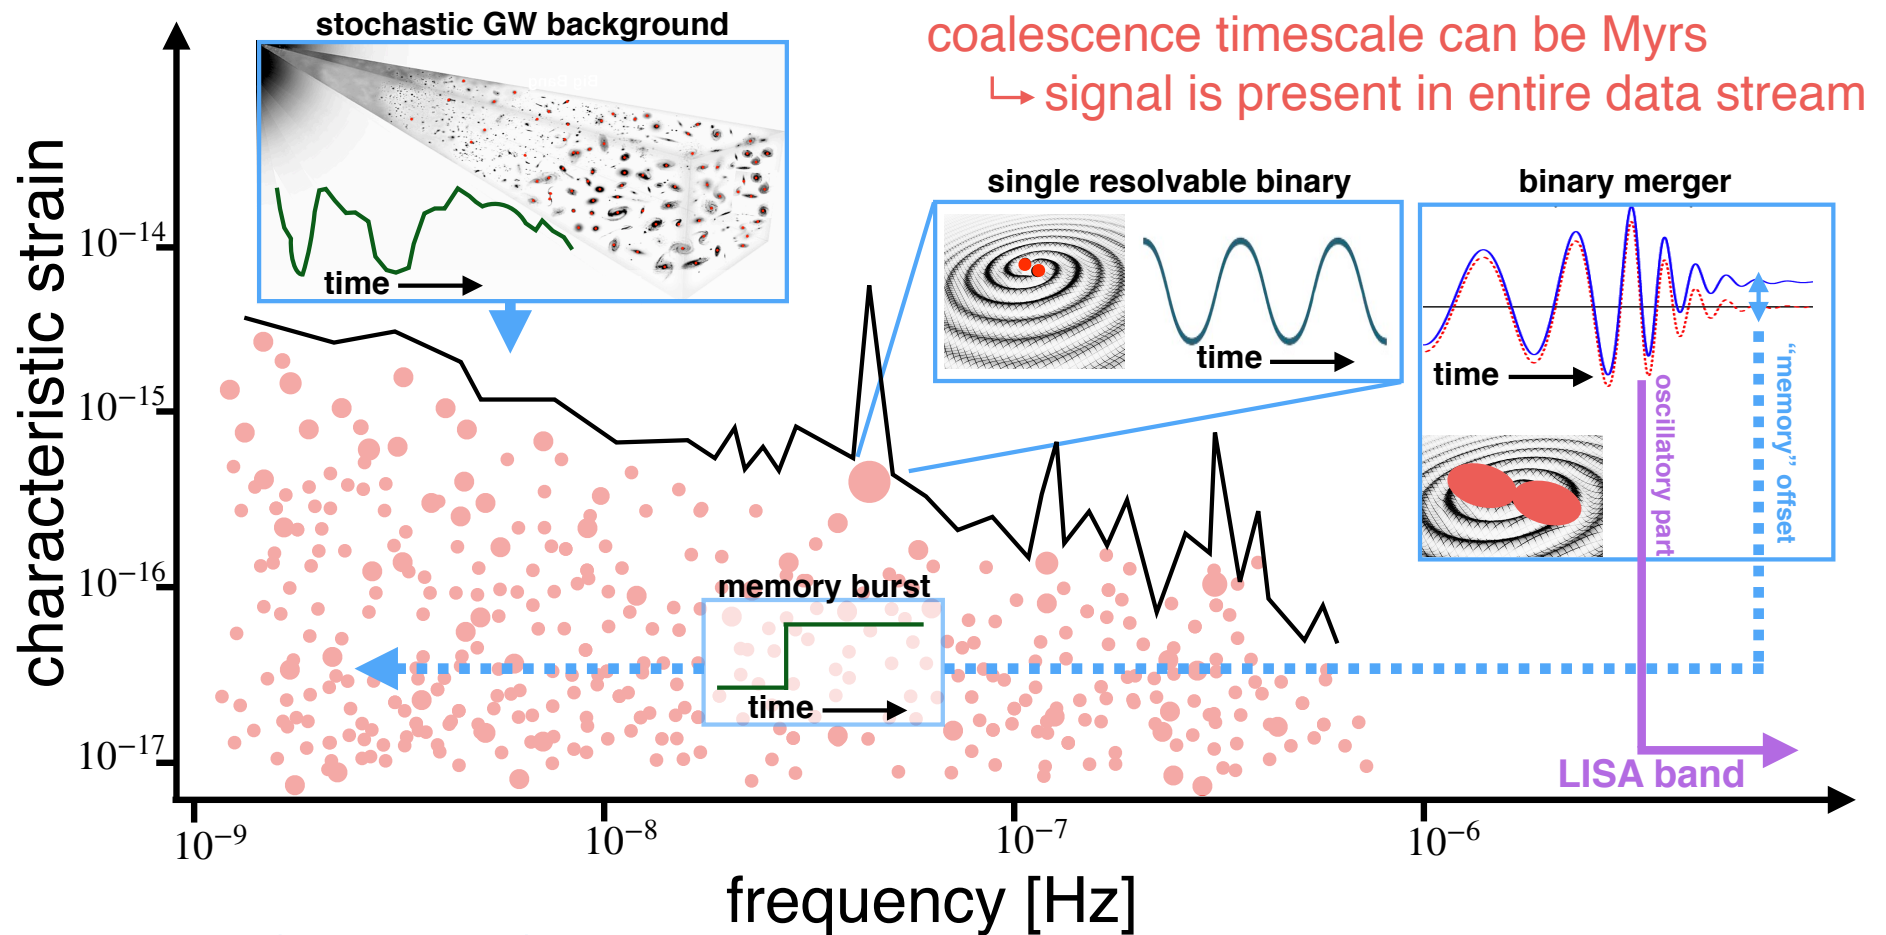 stochastic GW background
coalescence timescale can be Myrs
signal is present in entire data stream
time
single resolvable binary
time
binary merger
time
oscillatory part
"memory" offset
memory burst
time
LISA band
characteristic strain
10−14
10−15
10−16
10−17
10−9
10−8
10−7
10−6
frequency [Hz]